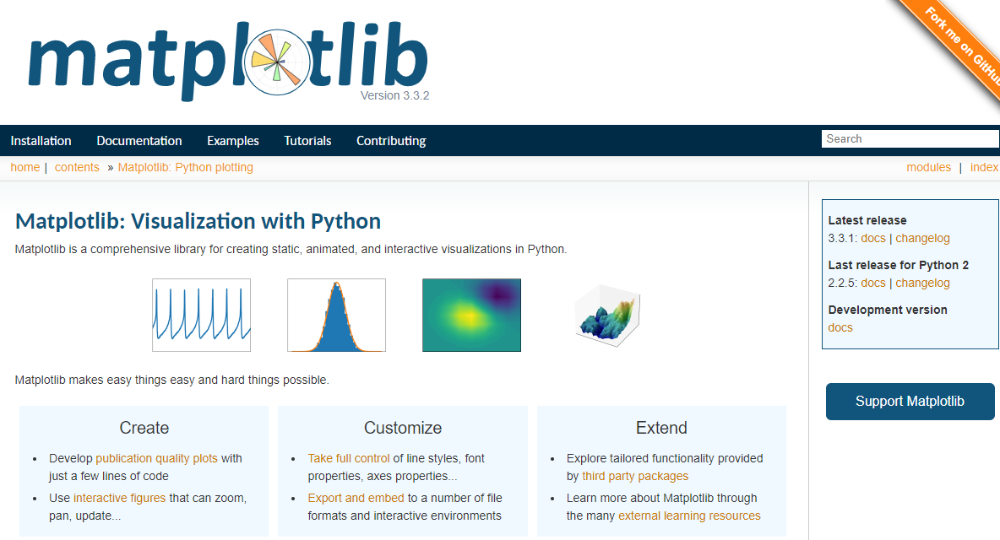 matplotlib
Version 3.3.2
Fork me on GitHub
Installation Documentation Examples Tutorials Contributing
Search
home | contents » Matplotlib: Python plotting
modules | index
Matplotlib: Visualization with Python
Matplotlib is a comprehensive library for creating static, animated, and interactive visualizations in Python.
Matplotlib makes easy things easy and hard things possible.
Create
• Develop publication quality plots with
just a few lines of code
• Use interactive figures that can zoom,
pan, update...
Customize
• Take full control of line styles, font
properties, axes properties...
• Export and embed to a number of file
formats and interactive environments
Extend
• Explore tailored functionality provided
by third party packages
• Learn more about Matplotlib through
the many external learning resources
Latest release
3.3.1: docs | changelog
Last release for Python 2
2.2.5: docs | changelog
Development version
docs
Support Matplotlib